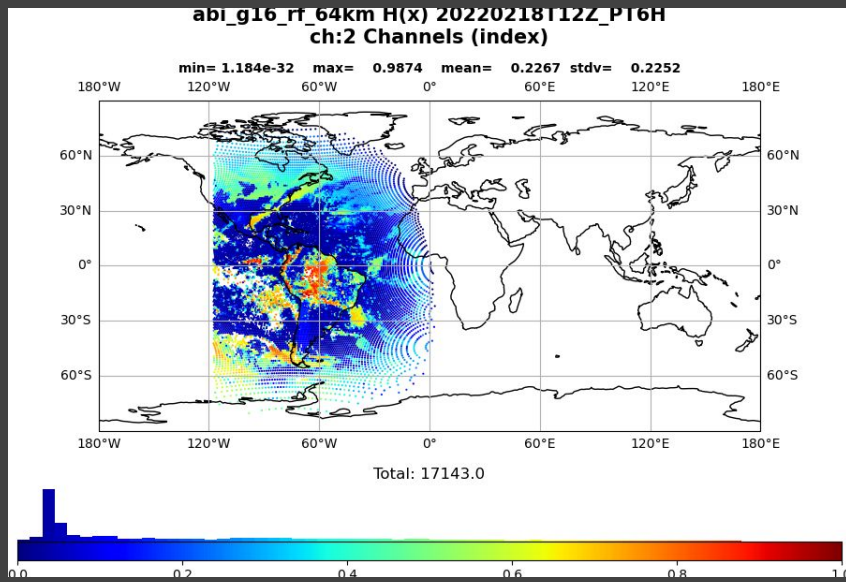 abi_g16_rf_64km H(x) 20220218T12Z_PT6H
ch:2 Channels (index)
min= 1.184e-32 max= 0.9874 mean= 0.2267 stdv= 0.2252
180°W 120°W 60°W 0° 60°E 120°E 180°E
60°N 60°N
30°N 30°N
0° 0°
30°S 30°S
60°S 60°S
180°W 120°W 60°W 0° 60°E 120°E 180°E
Total: 17143.0
0.0 0.2 0.4 0.6 0.8 1.0